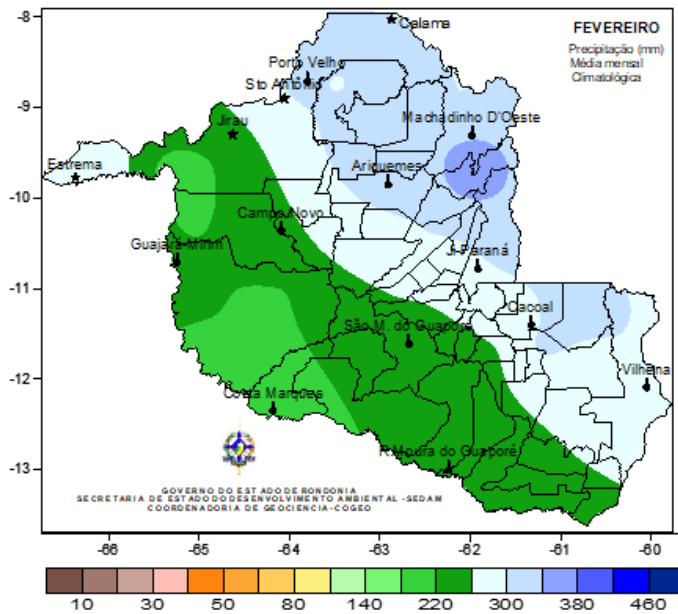 -8
-9
-10
-11
-12
-13
FEVEREIRO
Precipitação (mm)
Média mensal
Climatológica
Calama
Porto Velho
Sto Antônio
Machadinho D'Oeste
Jirau
Estrema
Ariquemes
Campo Novo
Guajará-Mirim
Ji-Paraná
Cacoal
São M. do Guaporé
Vilhena
Costa Marques
R.Moura do Guaporé
GOVERNO DO ESTADO DE RONDONIA
SECRETARIA DE ESTADO DO DESENVOLVIMENTO AMBIENTAL -SEDAM
COORDENADORIA DE GEOCIENCIA-COGEO
-66 -65 -64 -63 -62 -61 -60
10 30 50 80 140 220 300 380 460